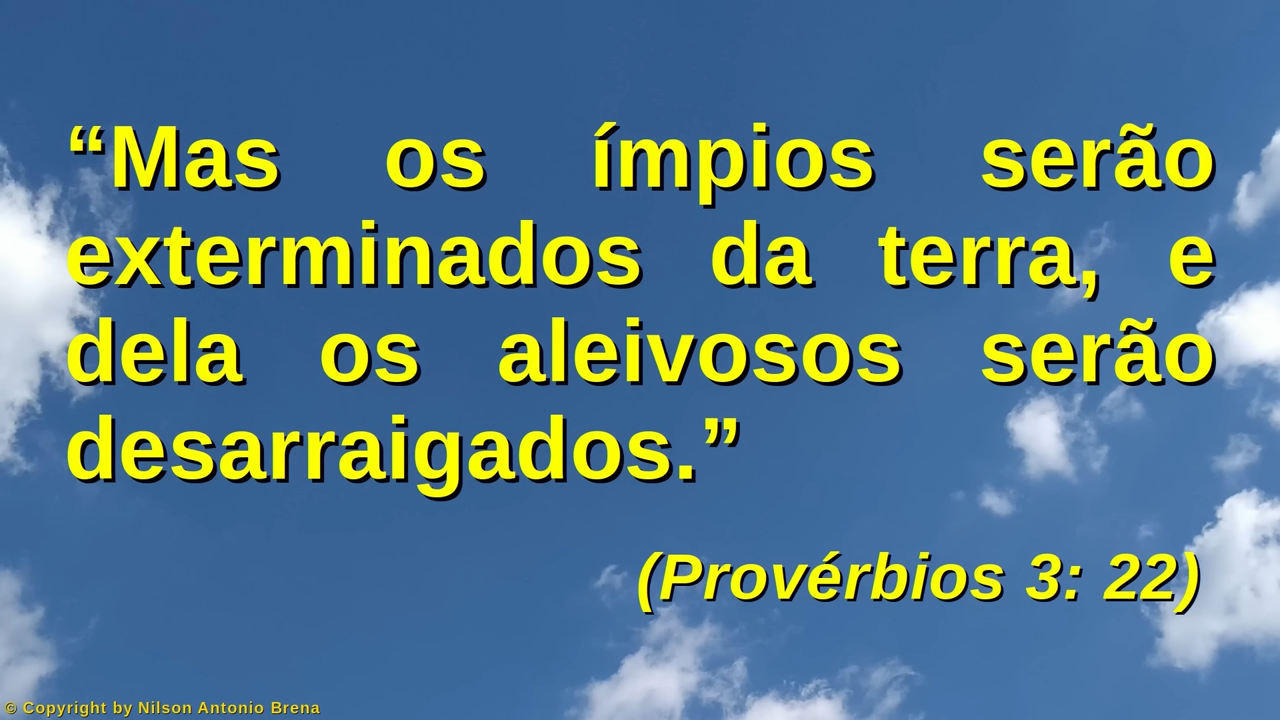 “Mas os ímpios serão
exterminados da terra, e
dela os aleivosos serão
desarraigados.”
(Provérbios 3: 22)
© Copyright by Nilson Antonio Brena